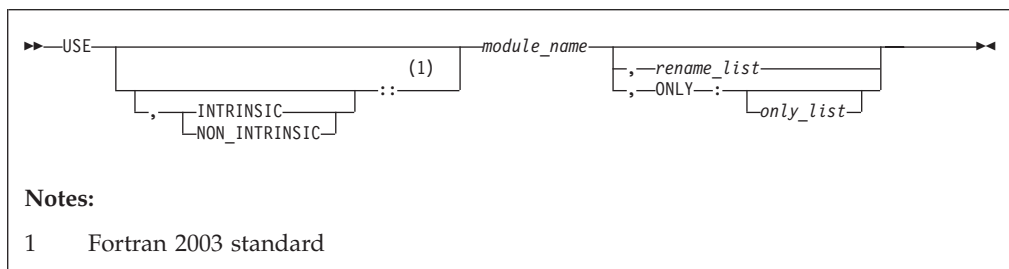 USE module_name
(1) , rename_list
:: , ONLY :
, INTRINSIC only_list
NON_INTRINSIC
Notes:
1 Fortran 2003 standard